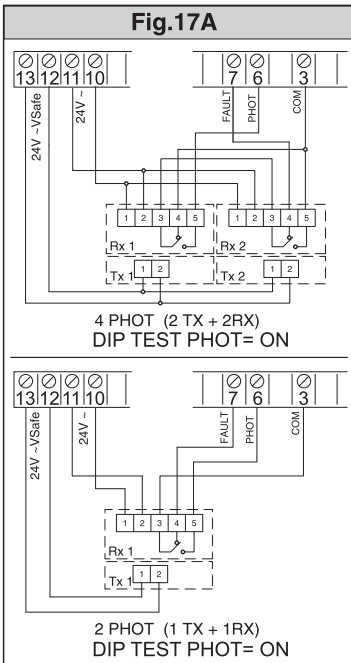 Fig.17A
13 12 11 10 7 6 3
24V ~VSafe
24V ~
FAULT
PHOT
COM
1 2 3 4 5
1 2 3 4 5
Rx 1
Rx 2
Tx 1 1 2
Tx 2 1 2
4 PHOT (2 TX + 2RX)
DIP TEST PHOT= ON
13 12 11 10 7 6 3
24V ~VSafe
24V ~
FAULT
PHOT
COM
1 2 3 4 5
Rx 1
Tx 1 1 2
2 PHOT (1 TX + 1RX)
DIP TEST PHOT= ON